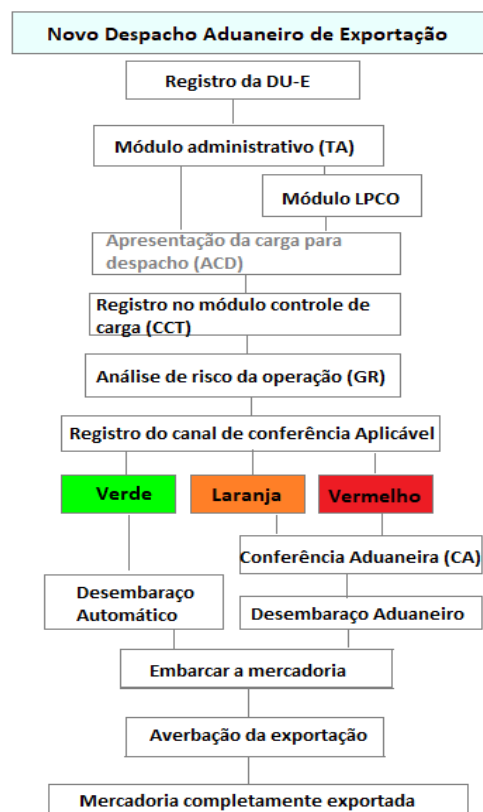 Novo Despacho Aduaneiro de Exportação
Registro da DU-E
Módulo administrativo (TA)
Módulo LPCO
Apresentação da carga para
despacho (ACD)
Registro no módulo controle de
carga (CCT)
Análise de risco da operação (GR)
Registro do canal de conferência Aplicável
Verde
Laranja
Vermelho
Conferência Aduaneira (CA)
Desembaraço
Automático
Desembaraço Aduaneiro
Embarcar a mercadoria
Averbação da exportação
Mercadoria completamente exportada